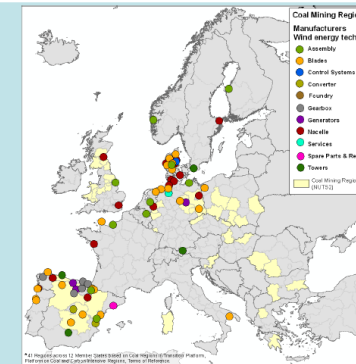 Coal Mining Regi
Manufacturers
Wind energy tech
Assembly
Blades
Control Systems
Converter
Foundry
Gearbox
Generators
Nacelle
Services
Spare Parts & Re
Towers
Coal Mining Regio
(NUTS2)
*41 Regions across 12 Member States based on Coal Regions in Transition Platform,
Platform on Coal and Carbon-Intensive Regions, Terms of Reference